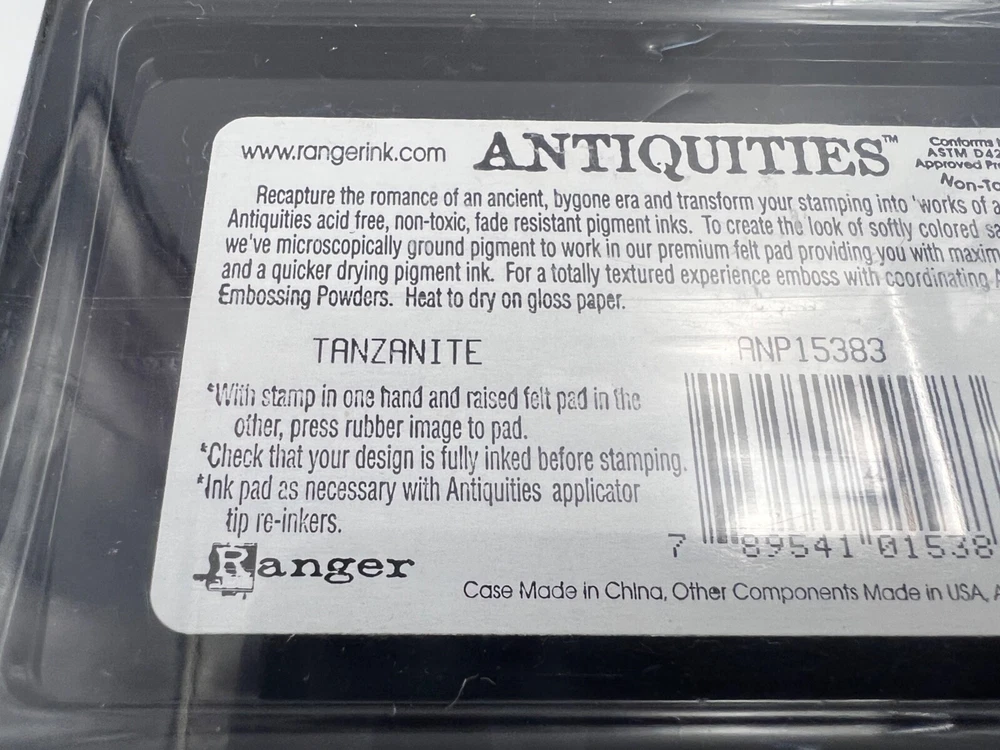 www.rangerink.com
ANTIQUITIES™
Conforms
ASTM D42
Approved
Non-To
Recapture the romance of an ancient, bygone era and transform your stamping into 'works of a
Antiquities acid free, non-toxic, fade resistant pigment inks. To create the look of softly colored sa
we've microscopically ground pigment to work in our premium felt pad providing you with maxim
and a quicker drying pigment ink. For a totally textured experience emboss with coordinating
Embossing Powders. Heat to dry on gloss paper.
TANZANITE
ANP15383
*With stamp in one hand and raised felt pad in the
other, press rubber image to pad.
*Check that your design is fully inked before stamping.
*Ink pad as necessary with Antiquities applicator
tip re-inkers.
7 89541 01538
Ranger
Case Made in China, Other Components Made in USA,